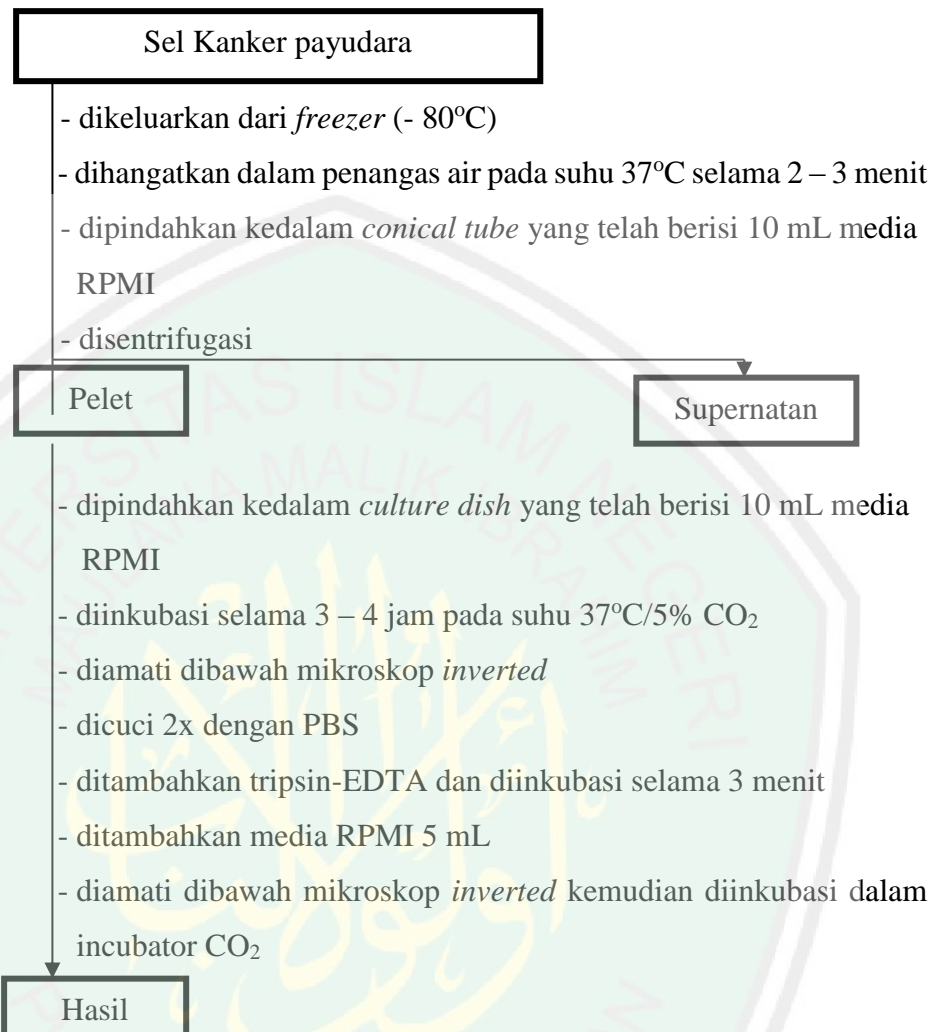 Sel Kanker payudara
- dikeluarkan dari freezer (- 80°C)
- dihangatkan dalam penangas air pada suhu 37°C selama 2 – 3 menit
- dipindahkan kedalam conical tube yang telah berisi 10 mL media
RPMI
- disentrifugasi
Pelet
Supernatan
- dipindahkan kedalam culture dish yang telah berisi 10 mL media
RPMI
- diinkubasi selama 3 – 4 jam pada suhu 37°C/5% CO₂
- diamati dibawah mikroskop inverted
- dicuci 2x dengan PBS
- ditambahkan tripsin-EDTA dan diinkubasi selama 3 menit
- ditambahkan media RPMI 5 mL
- diamati dibawah mikroskop inverted kemudian diinkubasi dalam
incubator CO₂
Hasil
MAULANA MALIK IBRAHIM